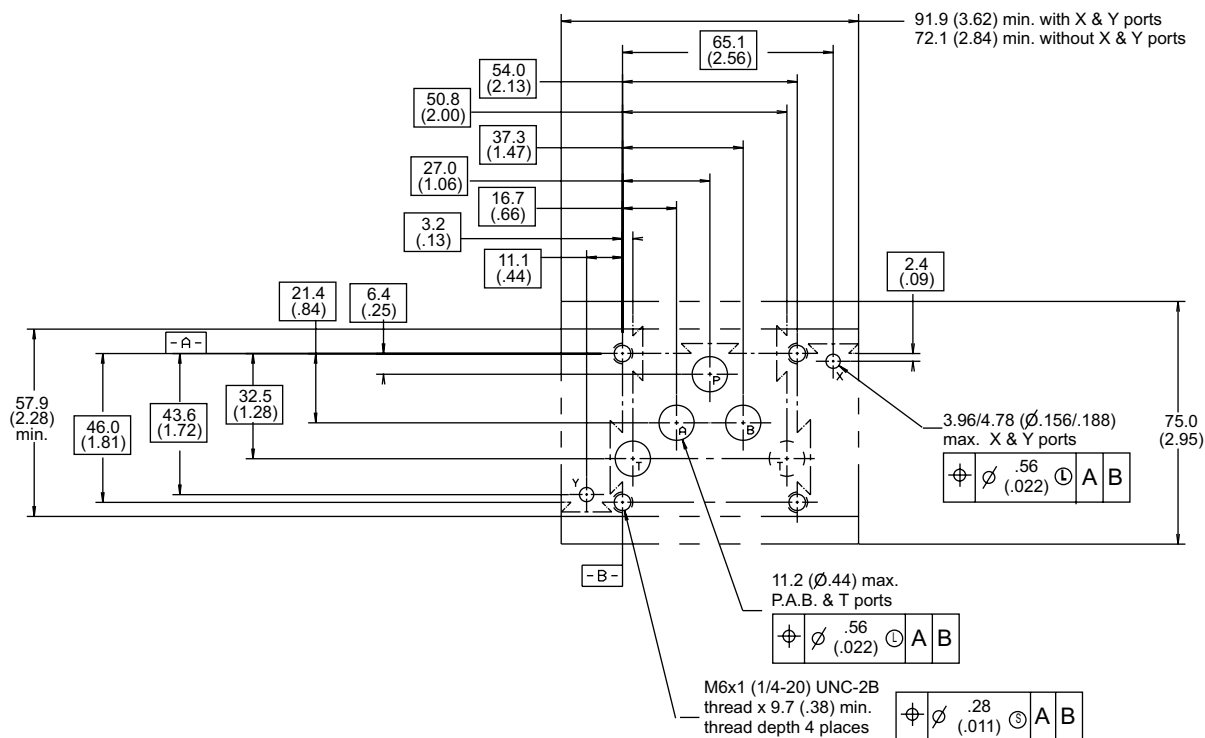 91.9 (3.62) min. with X & Y ports
72.1 (2.84) min. without X & Y ports
65.1
(2.56)
54.0
(2.13)
50.8
(2.00)
37.3
(1.47)
27.0
(1.06)
16.7
(.66)
3.2
(.13)
11.1
(.44)
2.4
(.09)
21.4
(.84)
6.4
(.25)
-A-
P
X
32.5
(1.28)
57.9
(2.28)
min.
46.0
(1.81)
43.6
(1.72)
A
B
3.96/4.78 (Ø.156/.188)
max. X & Y ports
75.0
(2.95)
T
T
⌖ Ø .56 Ⓛ A B
(.022)
Y
-B-
11.2 (Ø.44) max.
P.A.B. & T ports
⌖ Ø .56 Ⓛ A B
(.022)
M6x1 (1/4-20) UNC-2B
thread x 9.7 (.38) min.
thread depth 4 places
⌖ Ø .28 Ⓢ A B
(.011)